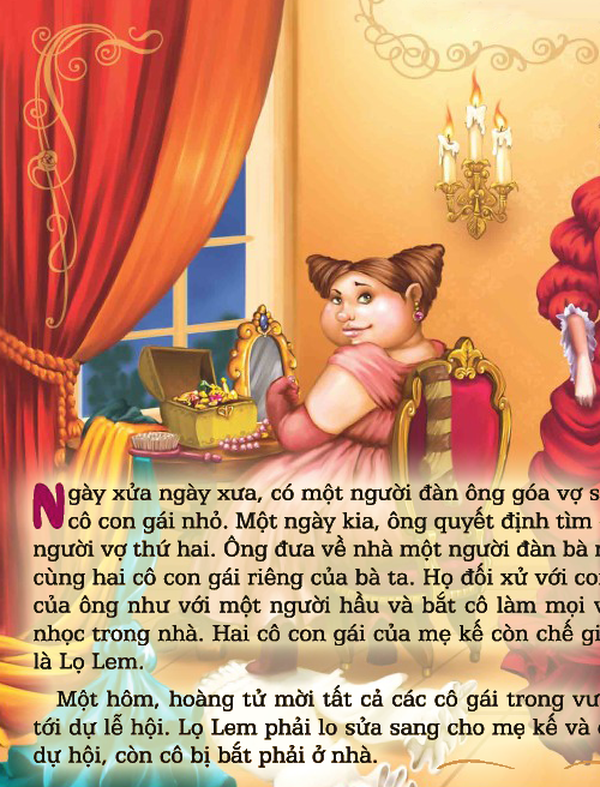 Ngày xửa ngày xưa, có một người đàn ông góa vợ
cô con gái nhỏ. Một ngày kia, ông quyết định tìm
người vợ thứ hai. Ông đưa về nhà một người đàn bà
cùng hai cô con gái riêng của bà ta. Họ đối xử với
của ông như với một người hầu và bắt cô làm mọi
nhọc trong nhà. Hai cô con gái của mẹ kế còn chế
là Lọ Lem.
Một hôm, hoàng tử mời tất cả các cô gái trong
tới dự lễ hội. Lọ Lem phải lo sửa sang cho mẹ kế và
dự hội, còn cô bị bắt phải ở nhà.